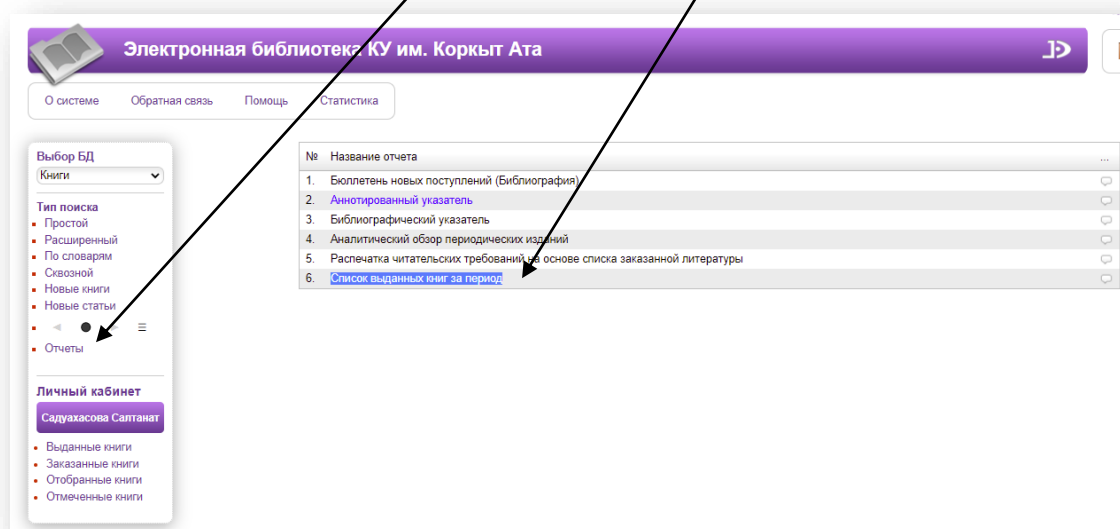 Электронная библиотека КУ им. Коркыт Ата
О системе Обратная связь Помощь Статистика
Выбор БД
Книги
Тип поиска
Простой
Расширенный
По словарям
Сквозной
Новые книги
Новые статьи
Отчеты
Личный кабинет
Садуахасова Салтанат
Выданные книги
Заказанные книги
Отобранные книги
Отмеченные книги
№ Название отчета ...
1. Бюллетень новых поступлений (Библиография)
2. Аннотированный указатель
3. Библиографический указатель
4. Аналитический обзор периодических изданий
5. Распечатка читательских требований на основе списка заказанной литературы
6. Список выданных книг за период